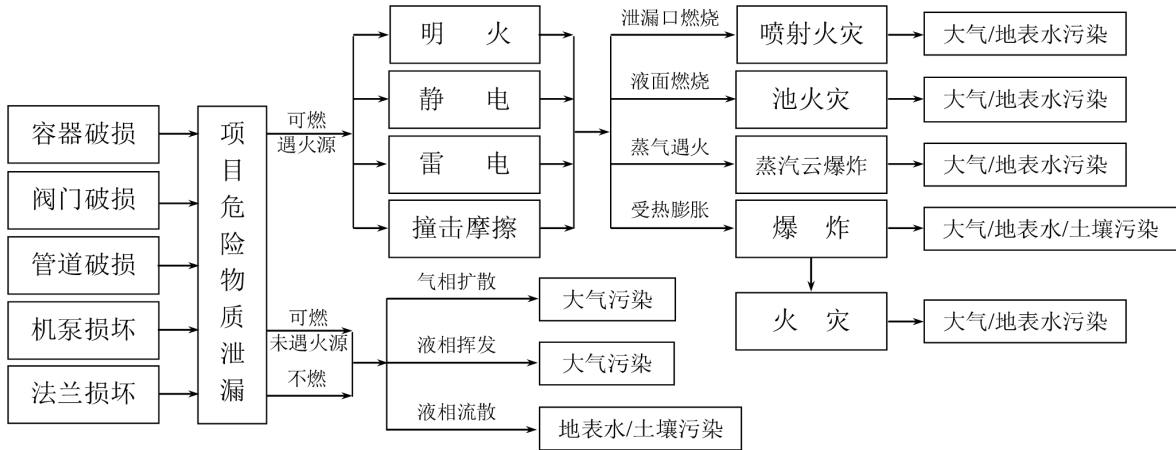 容器破损
阀门破损
管道破损
机泵损坏
法兰损坏
项目危险物质泄漏
可燃
遇火源
明 火
静 电
雷 电
撞击摩擦
泄漏口燃烧
喷射火灾
大气/地表水污染
液面燃烧
池火灾
大气/地表水污染
蒸气遇火
蒸汽云爆炸
大气/地表水污染
受热膨胀
爆 炸
大气/地表水/土壤污染
火 灾
大气/地表水污染
可燃
未遇火源
不燃
气相扩散
大气污染
液相挥发
大气污染
液相流散
地表水/土壤污染